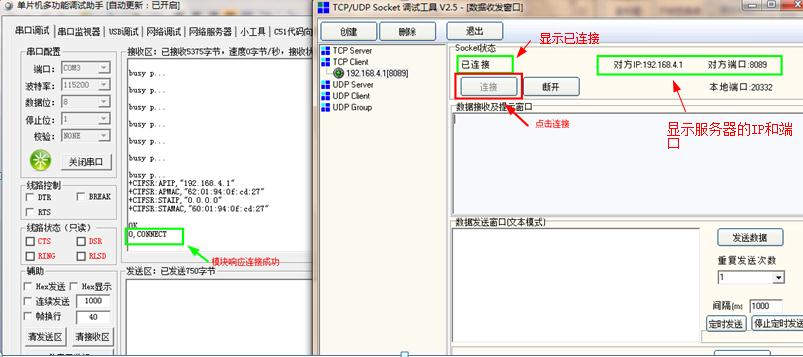 单片机多功能调试助手 [自动更新：已开启]
串口调试 串口监视器 USB调试 网络调试 网络服务器 小工具 C51代码向
串口配置
端口： COM3
波特率： 115200
数据位： 8
停止位： 1
校验： NONE
关闭串口
线路控制
DTR BREAK
RTS
线路状态（只读）
CTS DSR
RING RLSD
辅助
Hex发送 Hex显示
连续发送 1000
帧换行 40
清发送区 清接收区
接收区：已接收5375字节，速度0字节/秒，接收状
busy p...
busy p...
busy p...
busy p...
busy p...
busy p...
busy p...
+CIFSR:APIP,"192.168.4.1"
+CIFSR:APMAC,"62:01:94:0f:cd:27"
+CIFSR:STAIP,"0.0.0.0"
+CIFSR:STAMAC,"60:01:94:0f:cd:27"
OK
0,CONNECT
模块响应连接成功
发送区：已发送750字节
TCP/UDP Socket 调试工具 V2.5 - [数据收发窗口]
创建 删除 退出
TCP Server
TCP Client
192.168.4.1[8089]
UDP Server
UDP Client
UDP Group
显示已连接
Socket状态
已连接 对方IP:192.168.4.1 对方端口:8089
连接 断开 本地端口:20332
点击连接
显示服务器的IP和端
口
数据接收及提示窗口
数据发送窗口(文本模式)
发送数据
重复发送次数
1
间隔(ms 1000
定时发送 停止定时发送